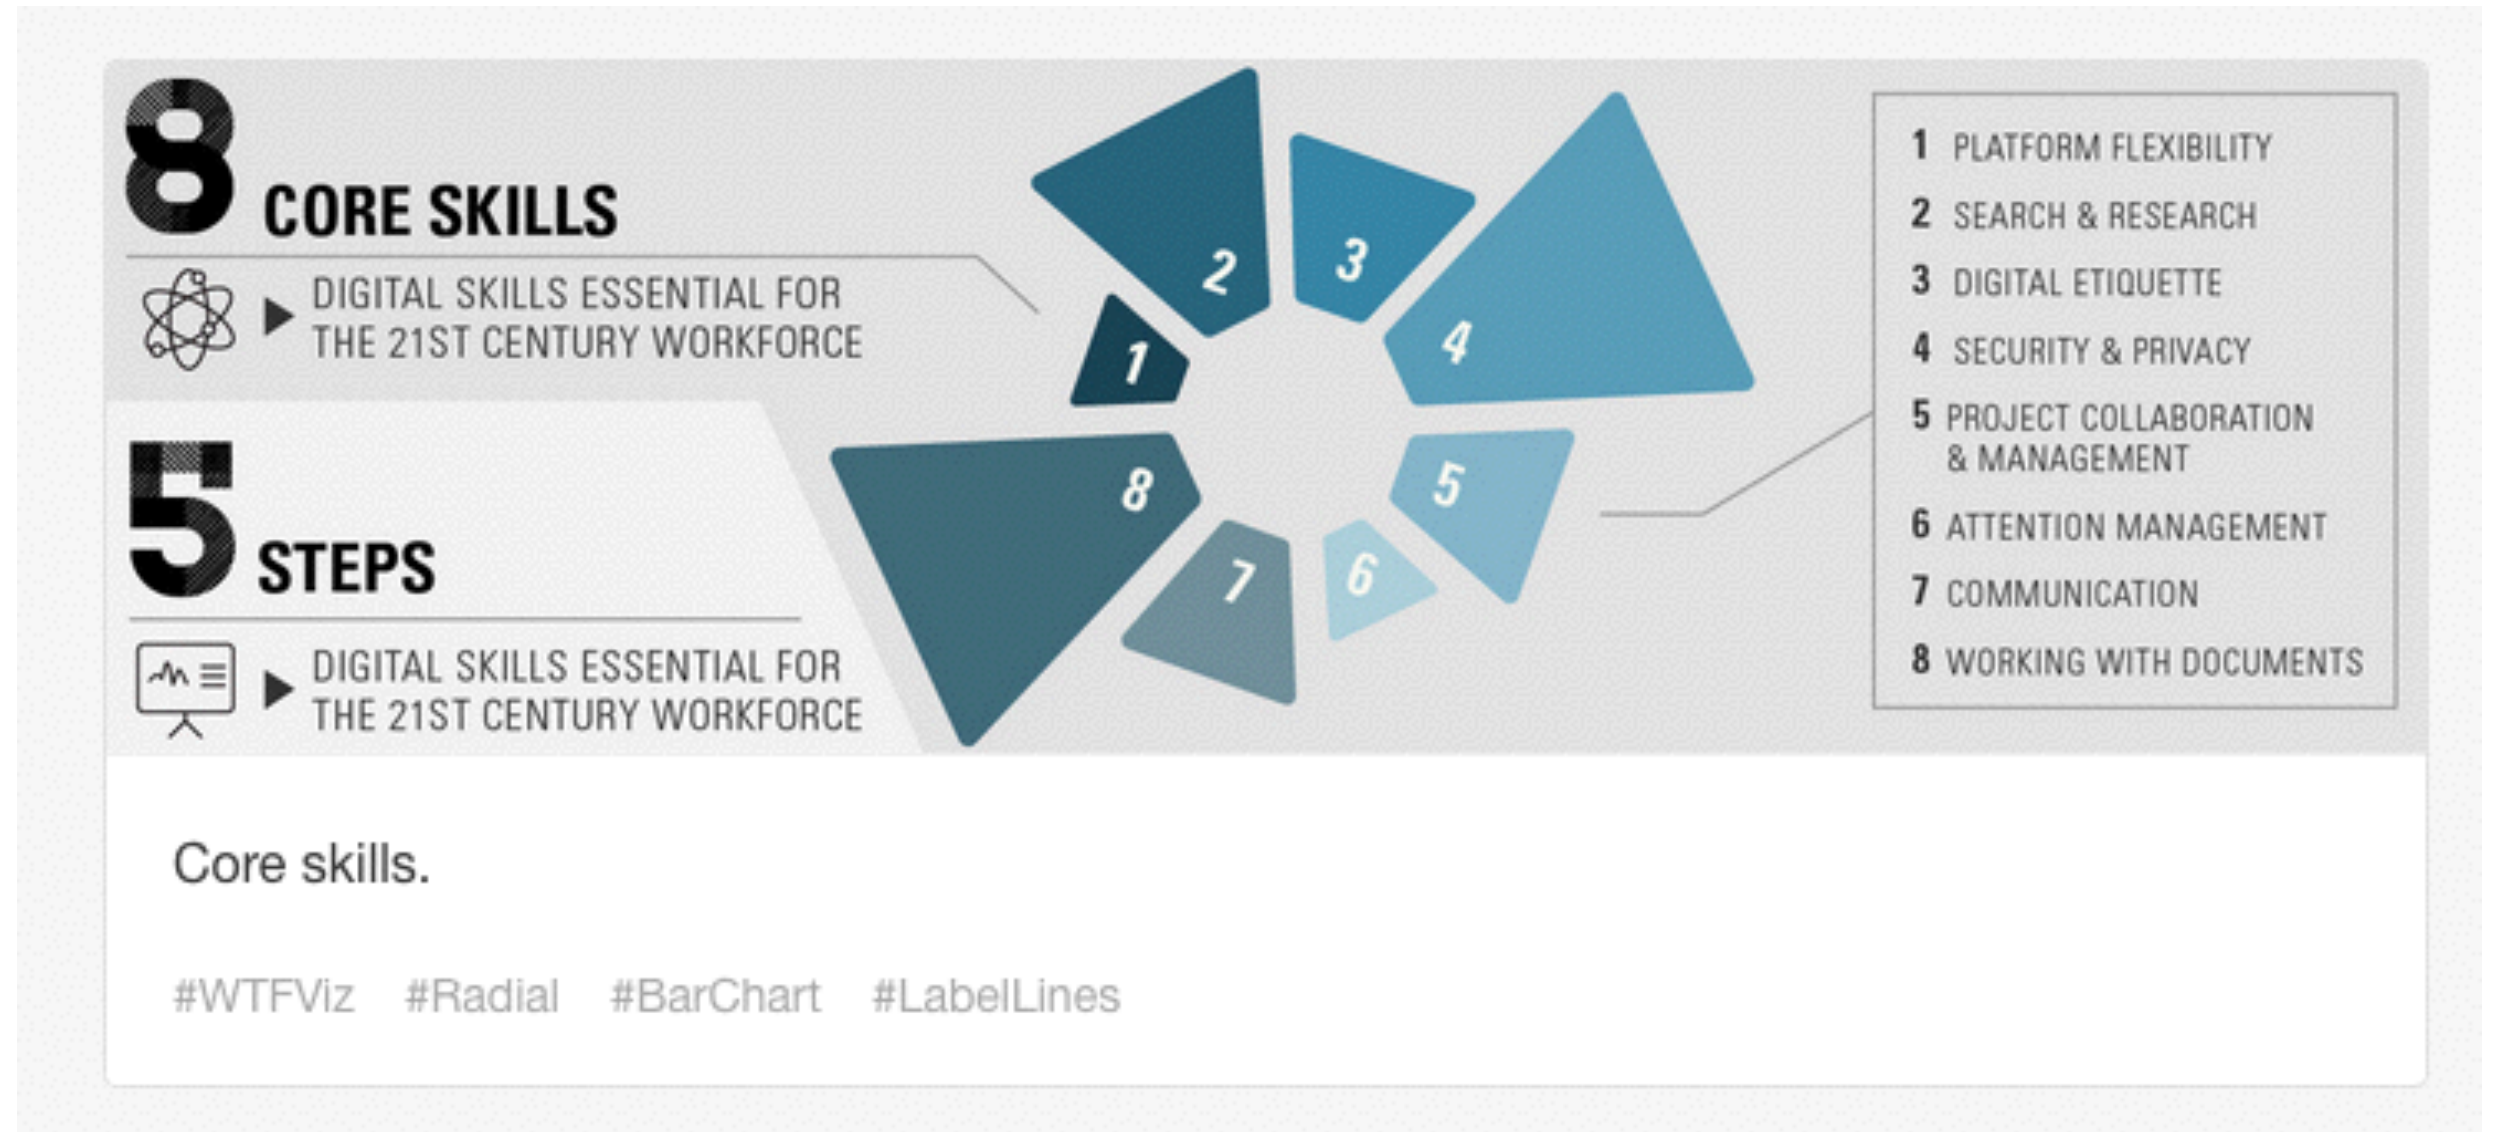 8 CORE SKILLS
DIGITAL SKILLS ESSENTIAL FOR
THE 21ST CENTURY WORKFORCE
5 STEPS
DIGITAL SKILLS ESSENTIAL FOR
THE 21ST CENTURY WORKFORCE
1
2
3
4
5
6
7
8
1 PLATFORM FLEXIBILITY
2 SEARCH & RESEARCH
3 DIGITAL ETIQUETTE
4 SECURITY & PRIVACY
5 PROJECT COLLABORATION
& MANAGEMENT
6 ATTENTION MANAGEMENT
7 COMMUNICATION
8 WORKING WITH DOCUMENTS
Core skills.
#WTFViz #Radial #BarChart #LabelLines